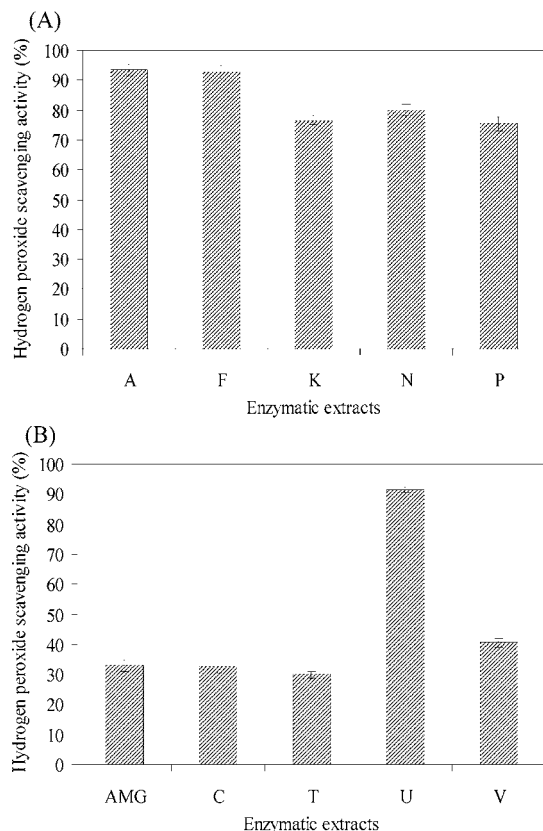 (A)
Hydrogen peroxide scavenging activity (%)
100
90
80
70
60
50
40
30
20
10
0
A F K N P
Enzymatic extracts
(B)
Hydrogen peroxide scavenging activity (%)
100
90
80
70
60
50
40
30
20
10
0
AMG C T U V
Enzymatic extracts